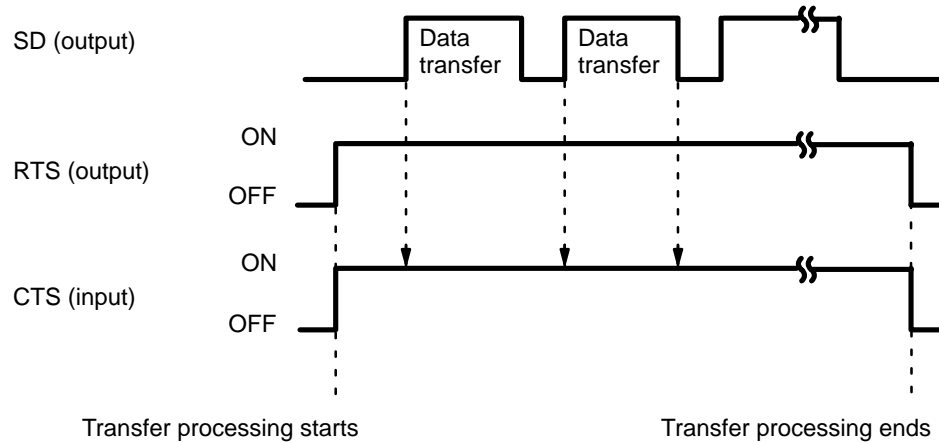 SD (output)
Data
transfer
Data
transfer
ON
RTS (output)
OFF
ON
CTS (input)
OFF
Transfer processing starts
Transfer processing ends